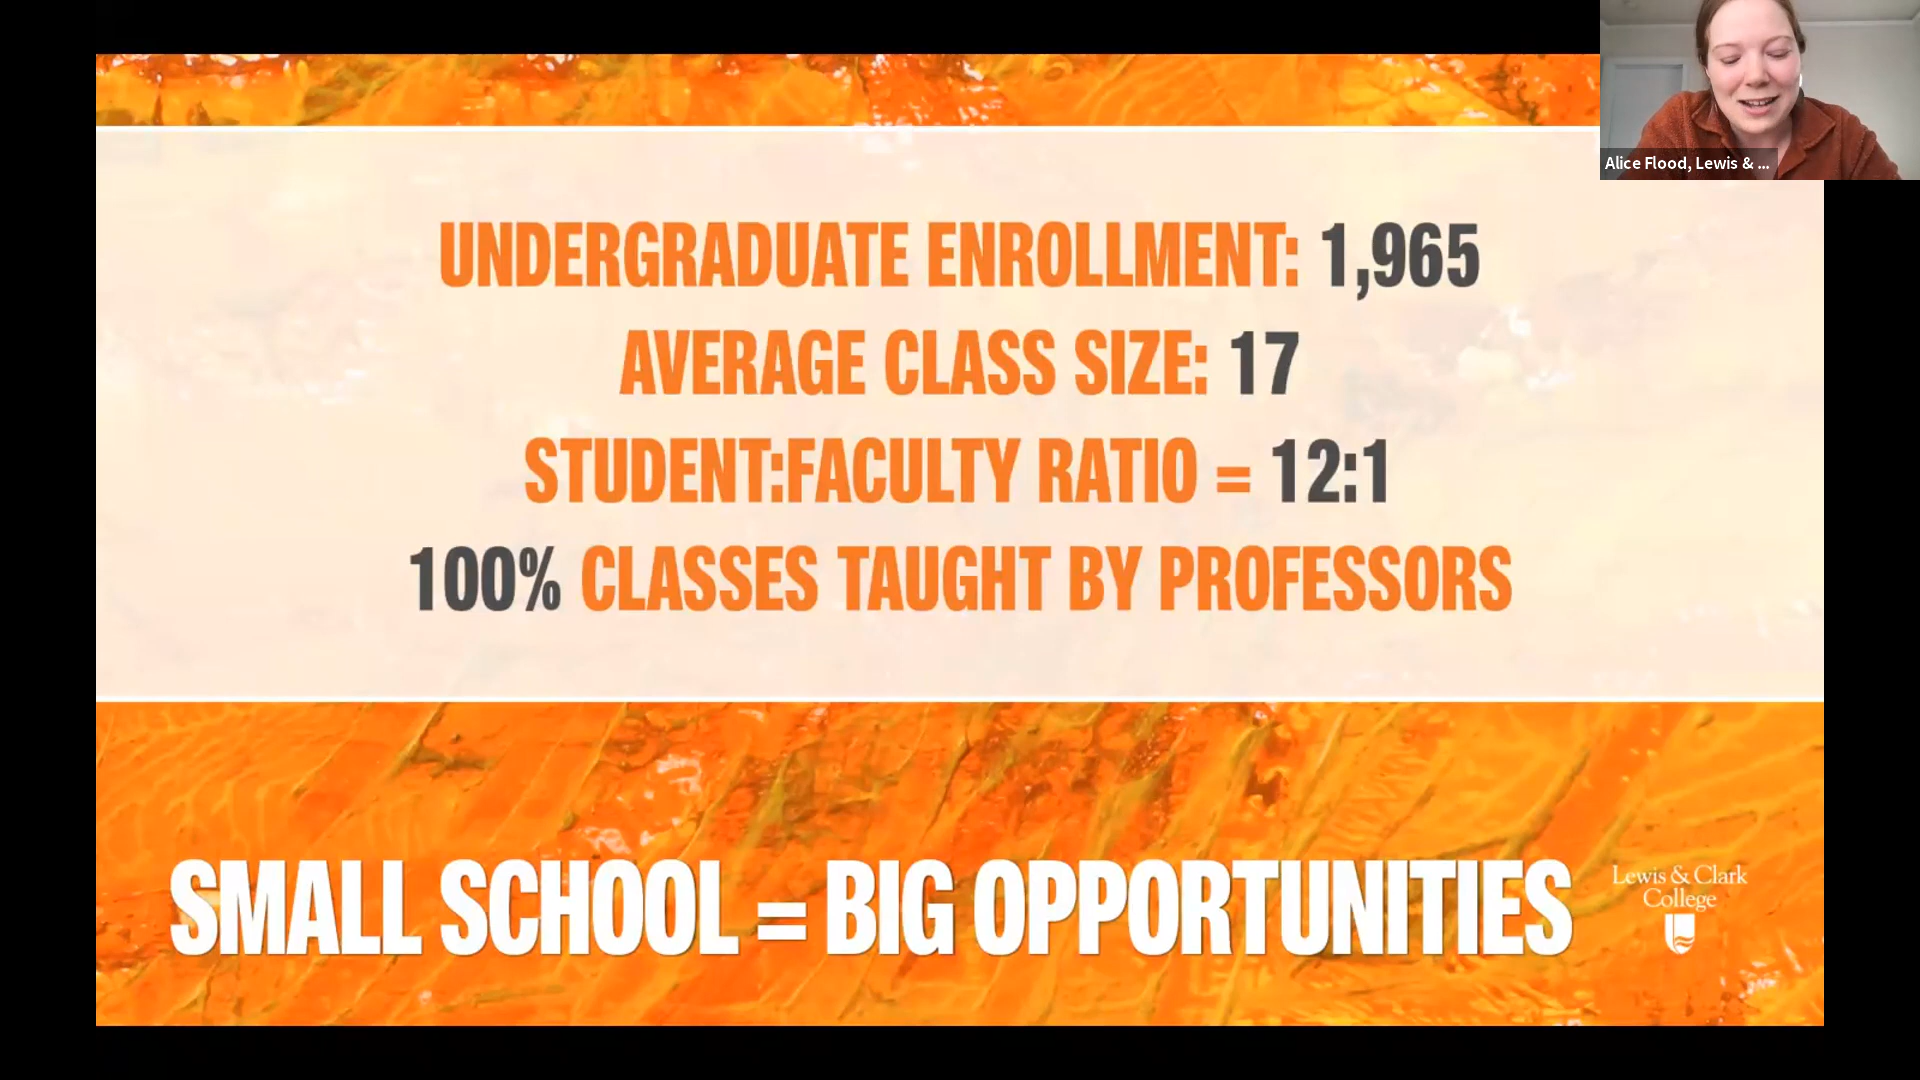 UNDERGRADUATE ENROLLMENT: 1,965
AVERAGE CLASS SIZE: 17
STUDENT:FACULTY RATIO = 12:1
100% CLASSES TAUGHT BY PROFESSORS
SMALL SCHOOL = BIG OPPORTUNITIES
Lewis & Clark
College
Alice Flood, Lewis & ...